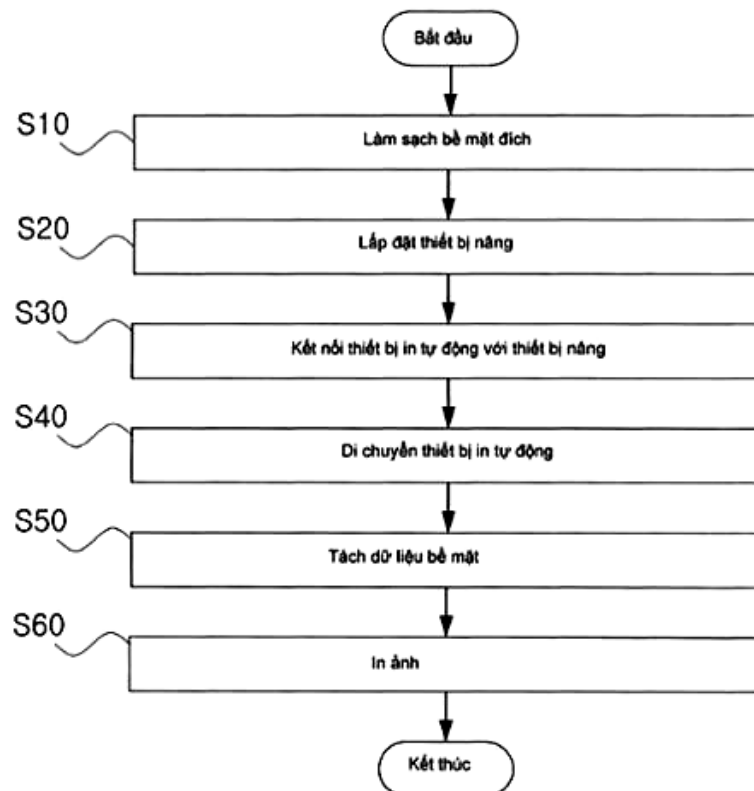 Bắt đầu
S10
Làm sạch bề mặt đích
S20
Lắp đặt thiết bị nâng
S30
Kết nối thiết bị in tự động với thiết bị nâng
S40
Di chuyển thiết bị in tự động
S50
Tách dữ liệu bề mặt
S60
In ảnh
Kết thúc